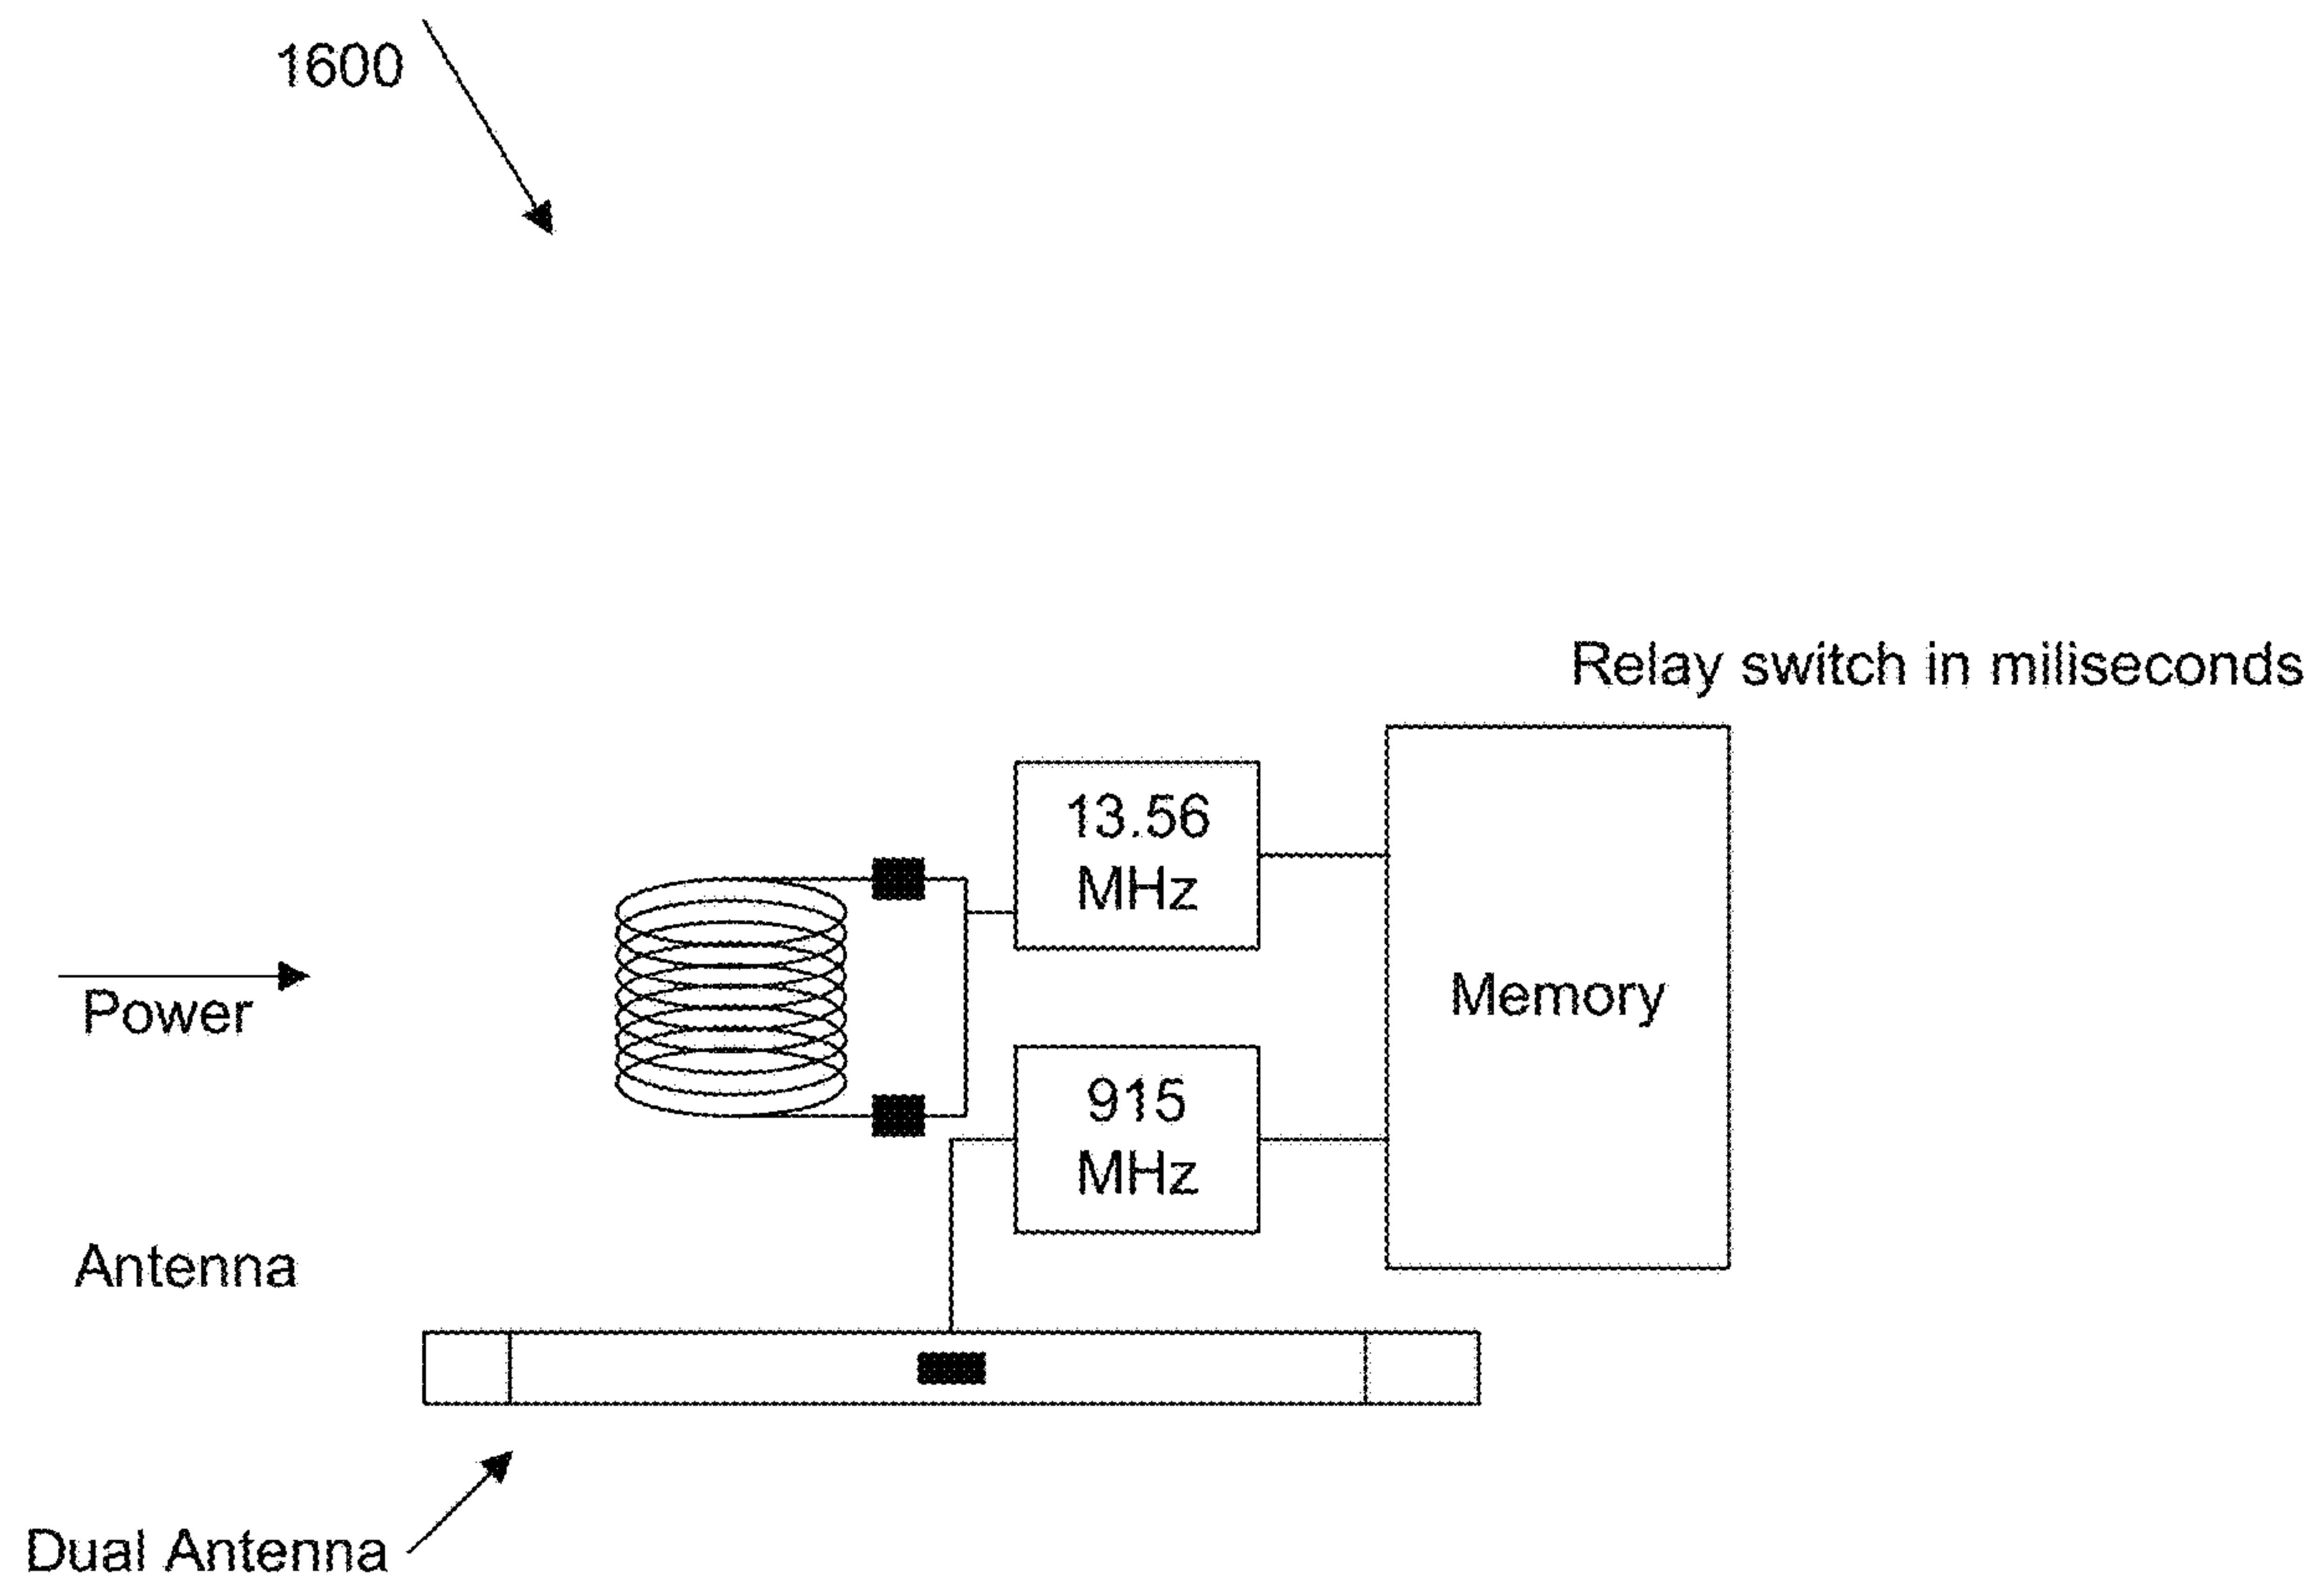 1600
Relay switch in miliseconds
13.56
MHz
Memory
Power
915
MHz
Antenna
Dual Antenna